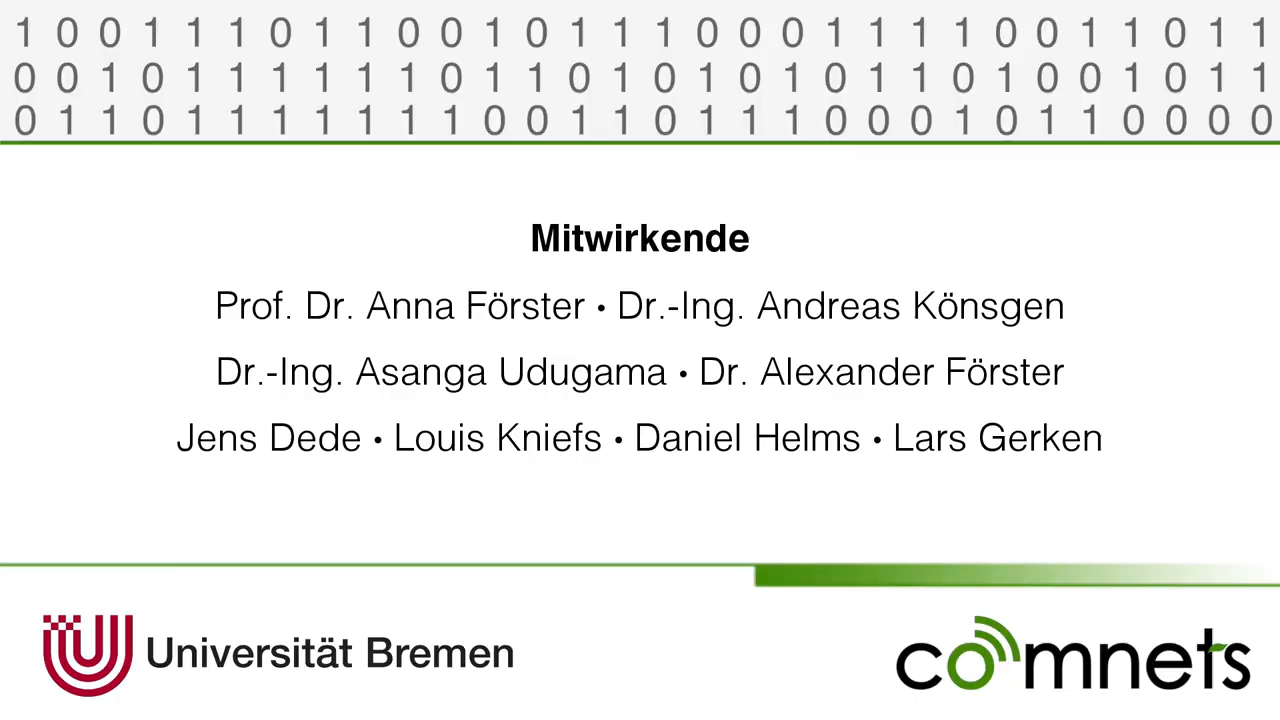 1 0 0 1 1 1 0 1 1 0 0 1 0 1 1 1 0 0 0 1 1 1 1 0 0 1 1 0 1 1
0 0 1 0 1 1 1 1 1 1 0 1 1 0 1 0 1 0 1 0 1 1 0 1 0 0 1 0 1 1
0 1 1 0 1 1 1 1 1 1 1 0 0 1 1 0 1 1 1 0 0 0 1 0 1 1 0 0 0 0
Mitwirkende
Prof. Dr. Anna Förster • Dr.-Ing. Andreas Könsgen
Dr.-Ing. Asanga Udugama • Dr. Alexander Förster
Jens Dede • Louis Kniefs • Daniel Helms • Lars Gerken
Universität Bremen
comnets